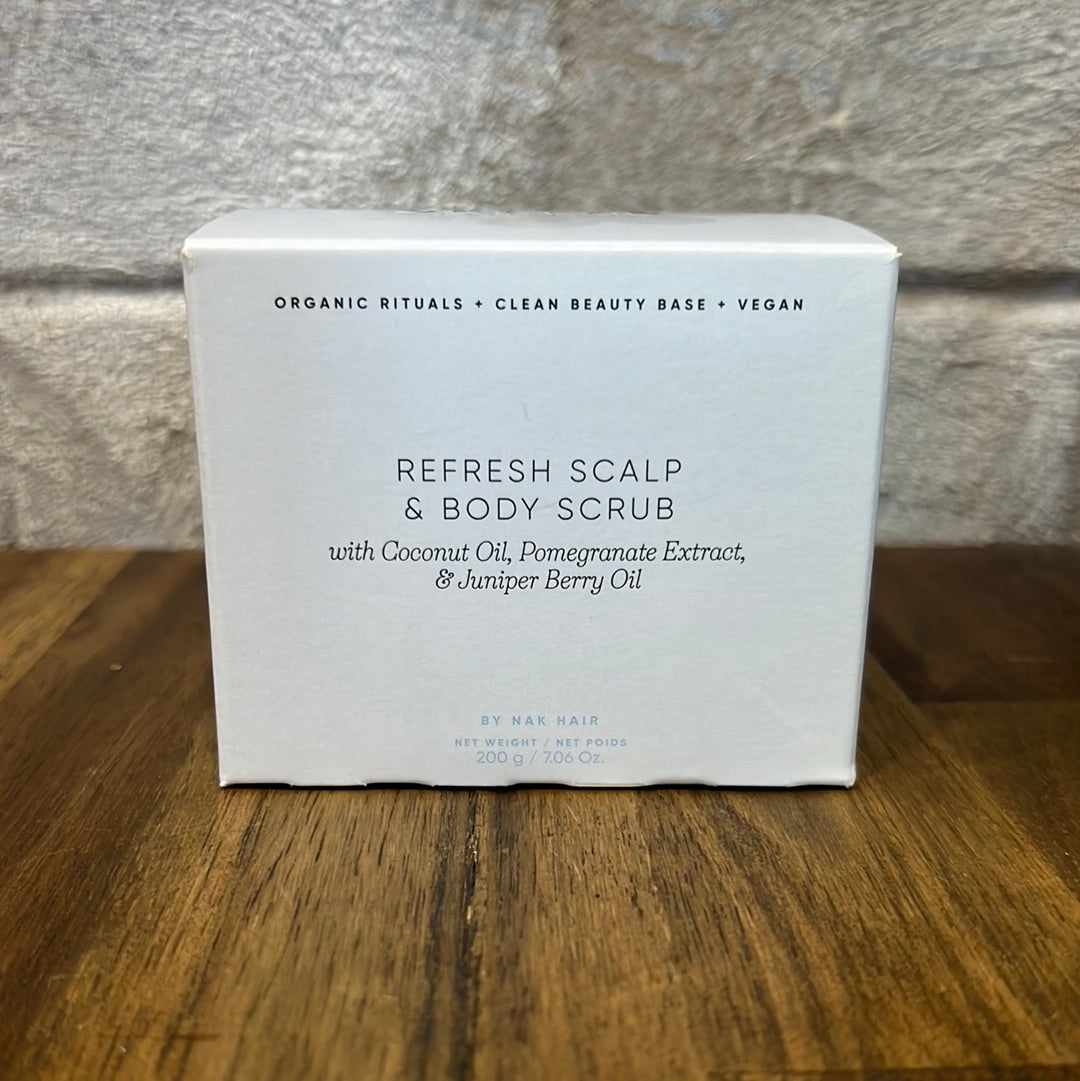 ORGANIC RITUALS + CLEAN BEAUTY BASE + VEGAN
REFRESH SCALP
& BODY SCRUB
with Coconut Oil, Pomegranate Extract,
& Juniper Berry Oil
BY NAK HAIR
NET WEIGHT / NET POIDS
200 g / 7.06 Oz.